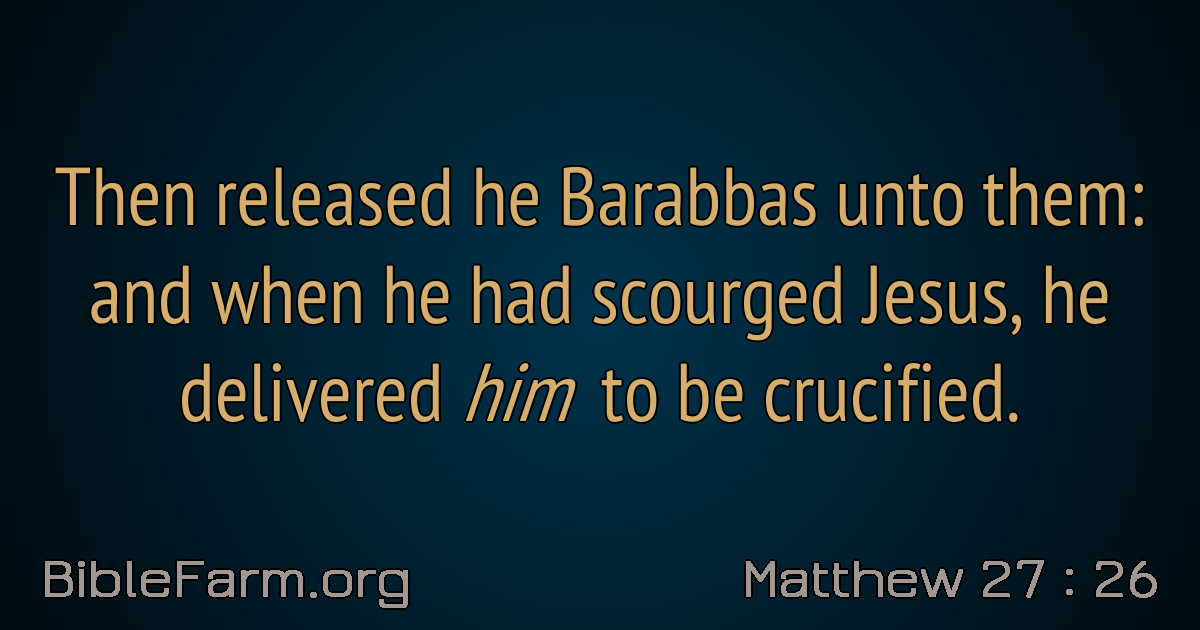 Then released he Barabbas unto them:
and when he had scourged Jesus, he
delivered him to be crucified.
BibleFarm.org
Matthew 27 : 26